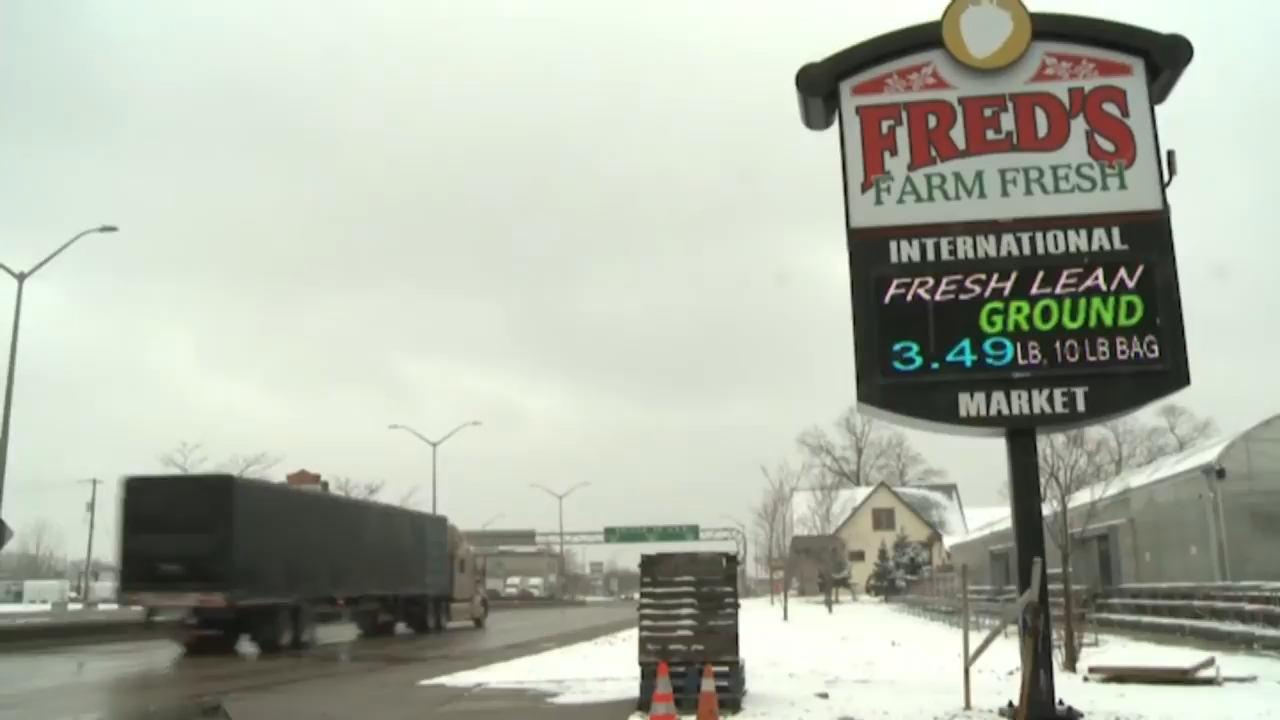 FRED'S
FARM FRESH
INTERNATIONAL
FRESH LEAN
GROUND
3.49 LB, 10 LB BAG
MARKET